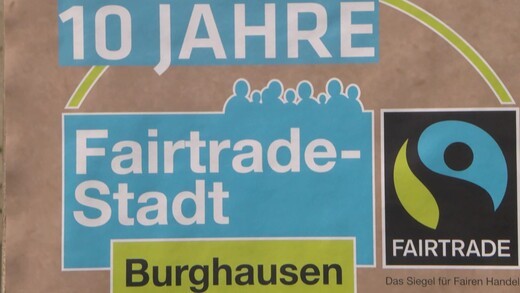 10 JAHRE
Fairtrade-
Stadt
Burghausen
FAIRTRADE
Das Siegel für Fairen Handel